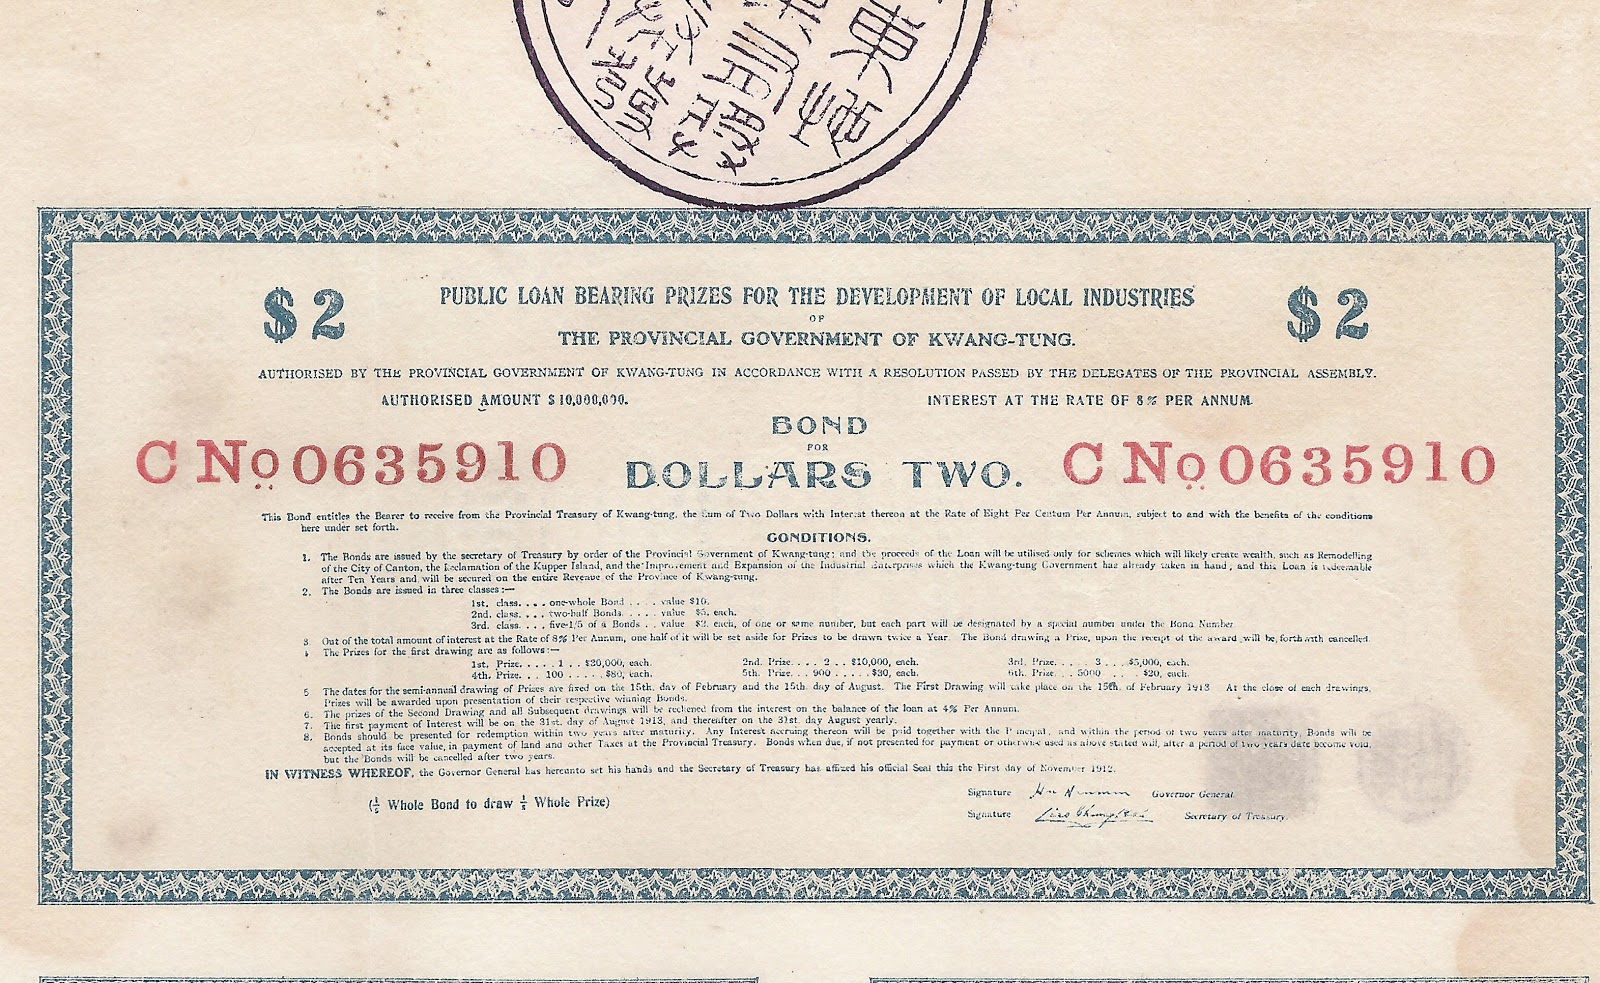 東
$2
PUBLIC LOAN BEARING PRIZES FOR THE DEVELOPMENT OF LOCAL INDUSTRIES
$2
OF
THE PROVINCIAL GOVERNMENT OF KWANG-TUNG.
AUTHORISED BY THE PROVINCIAL GOVERNMENT OF KWANG-TUNG IN ACCORDANCE WITH A RESOLUTION PASSED BY THE DELEGATES OF THE PROVINCIAL ASSEMBLY.
AUTHORISED AMOUNT $10,000,000.
INTEREST AT THE RATE OF 8% PER ANNUM.
BOND
FOR
C No 0635910
DOLLARS TWO.
C No 0635910
This Bond entitles the Bearer to receive from the Provincial Treasury of Kwang-tung, the Sum of Two Dollars with Interest thereon at the Rate of Eight Per Centum Per Annum, subject to and with the benefits of the conditions
here under set forth.
CONDITIONS.
1. The Bonds are issued by the secretary of Treasury by order of the Provincial Government of Kwang-tung; and the proceeds of the Loan will be utilised only for schemes which will likely create wealth, such as Remodelling
of the City of Canton, the Reclamation of the Kupper Island, and the Improvement and Expansion of the Industrial Enterprises which the Kwang-tung Government has already taken in hand; and this Loan is redeemable
after Ten Years and will be secured on the entire Revenue of the Province of Kwang-tung.
2. The Bonds are issued in three classes:—
1st. class.... one-whole Bond .... value $10.
2nd. class.... two-half Bonds..... value $5. each.
3rd. class.... five-1/5 of a Bonds .. value $2. each, of one or same number, but each part will be designated by a special number under the Bond Number
3. Out of the total amount of interest at the Rate of 8% Per Annum, one half of it will be set aside for Prizes to be drawn twice a Year. The Bond drawing a Prize, upon the receipt of the award will be, forthwith cancelled.
The Prizes for the first drawing are as follows:—
1st. Prize..... 1 .. $30,000, each.
2nd. Prize.... 2 .. $10,000, each.
3rd. Prize.... 3 ... $5,000, each.
4th. Prize... 100 ..... $80, each.
5th. Prize... 900 ..... $30, each.
6th. Prize... 5000 ... $20, each.
5 The dates for the semi-annual drawing of Prizes are fixed on the 15th. day of February and the 15th. day of August. The First Drawing will take place on the 15th. of February 1913 At the close of each drawings,
Prizes will be awarded upon presentation of their respective winning Bonds.
6. The prizes of the Second Drawing and all Subsequent drawings will be reckoned from the interest on the balance of the loan at 4% Per Annum.
7. The first payment of Interest will be on the 31st. day of August 1913, and thereafter on the 31st. day August yearly.
8. Bonds should be presented for redemption within two years after maturity. Any Interest accruing thereon will be paid together with the Principal, and within the period of two years after maturity, Bonds will be
accepted at its face value, in payment of land and other Taxes at the Provincial Treasury. Bonds when due, if not presented for payment or otherwise used as above stated will, after a period of two years date become void,
but the Bonds will be cancelled after two years.
IN WITNESS WHEREOF, the Governor General has hereunto set his hands and the Secretary of Treasury has affixed his official Seal this the First day of November 1912.
Signature Governor General.
(1/5 Whole Bond to draw 1/5 Whole Prize)
Signature Secretary of Treasury.